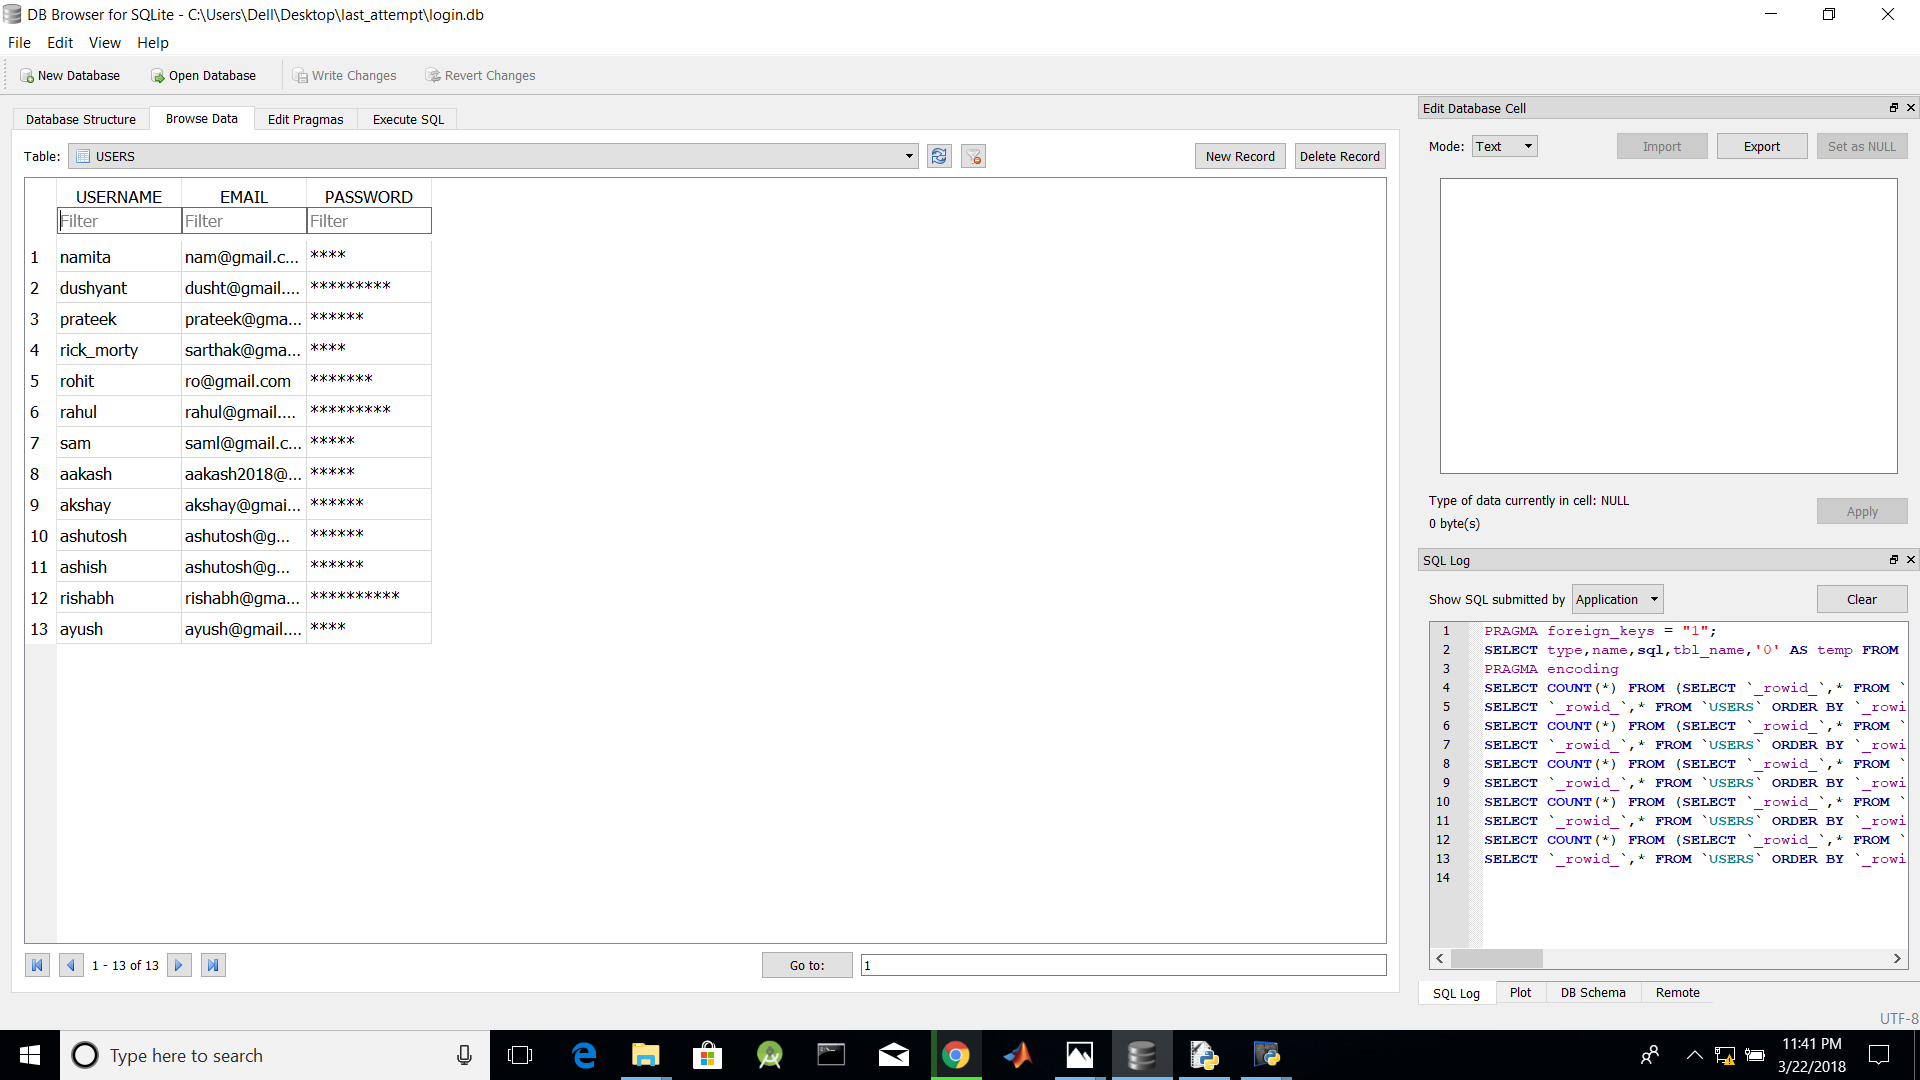 DB Browser for SQLite - C:\Users\Dell\Desktop\last_attempt\login.db
File Edit View Help
New Database Open Database Write Changes Revert Changes
Database Structure Browse Data Edit Pragmas Execute SQL
Table: USERS New Record Delete Record
USERNAME EMAIL PASSWORD
Filter Filter Filter
1 namita nam@gmail.c... ****
2 dushyant dusht@gmail.... *********
3 prateek prateek@gma... ******
4 rick_morty sarthak@gma... ****
5 rohit ro@gmail.com *******
6 rahul rahul@gmail.... *********
7 sam saml@gmail.c... *****
8 aakash aakash2018@... *****
9 akshay akshay@gmai... ******
10 ashutosh ashutosh@g... ******
11 ashish ashutosh@g... ******
12 rishabh rishabh@gma... **********
13 ayush ayush@gmail.... ****
1 - 13 of 13 Go to: 1
Edit Database Cell
Mode: Text Import Export Set as NULL
Type of data currently in cell: NULL
0 byte(s)
Apply
SQL Log
Show SQL submitted by Application Clear
1 PRAGMA foreign_keys = "1";
2 SELECT type,name,sql,tbl_name,'0' AS temp FROM
3 PRAGMA encoding
4 SELECT COUNT(*) FROM (SELECT `_rowid_`,* FROM `
5 SELECT `_rowid_`,* FROM `USERS` ORDER BY `_rowi
6 SELECT COUNT(*) FROM (SELECT `_rowid_`,* FROM `
7 SELECT `_rowid_`,* FROM `USERS` ORDER BY `_rowi
8 SELECT COUNT(*) FROM (SELECT `_rowid_`,* FROM `
9 SELECT `_rowid_`,* FROM `USERS` ORDER BY `_rowi
10 SELECT COUNT(*) FROM (SELECT `_rowid_`,* FROM `
11 SELECT `_rowid_`,* FROM `USERS` ORDER BY `_rowi
12 SELECT COUNT(*) FROM (SELECT `_rowid_`,* FROM `
13 SELECT `_rowid_`,* FROM `USERS` ORDER BY `_rowi
14
SQL Log Plot DB Schema Remote
UTF-8
Type here to search
11:41 PM
3/22/2018